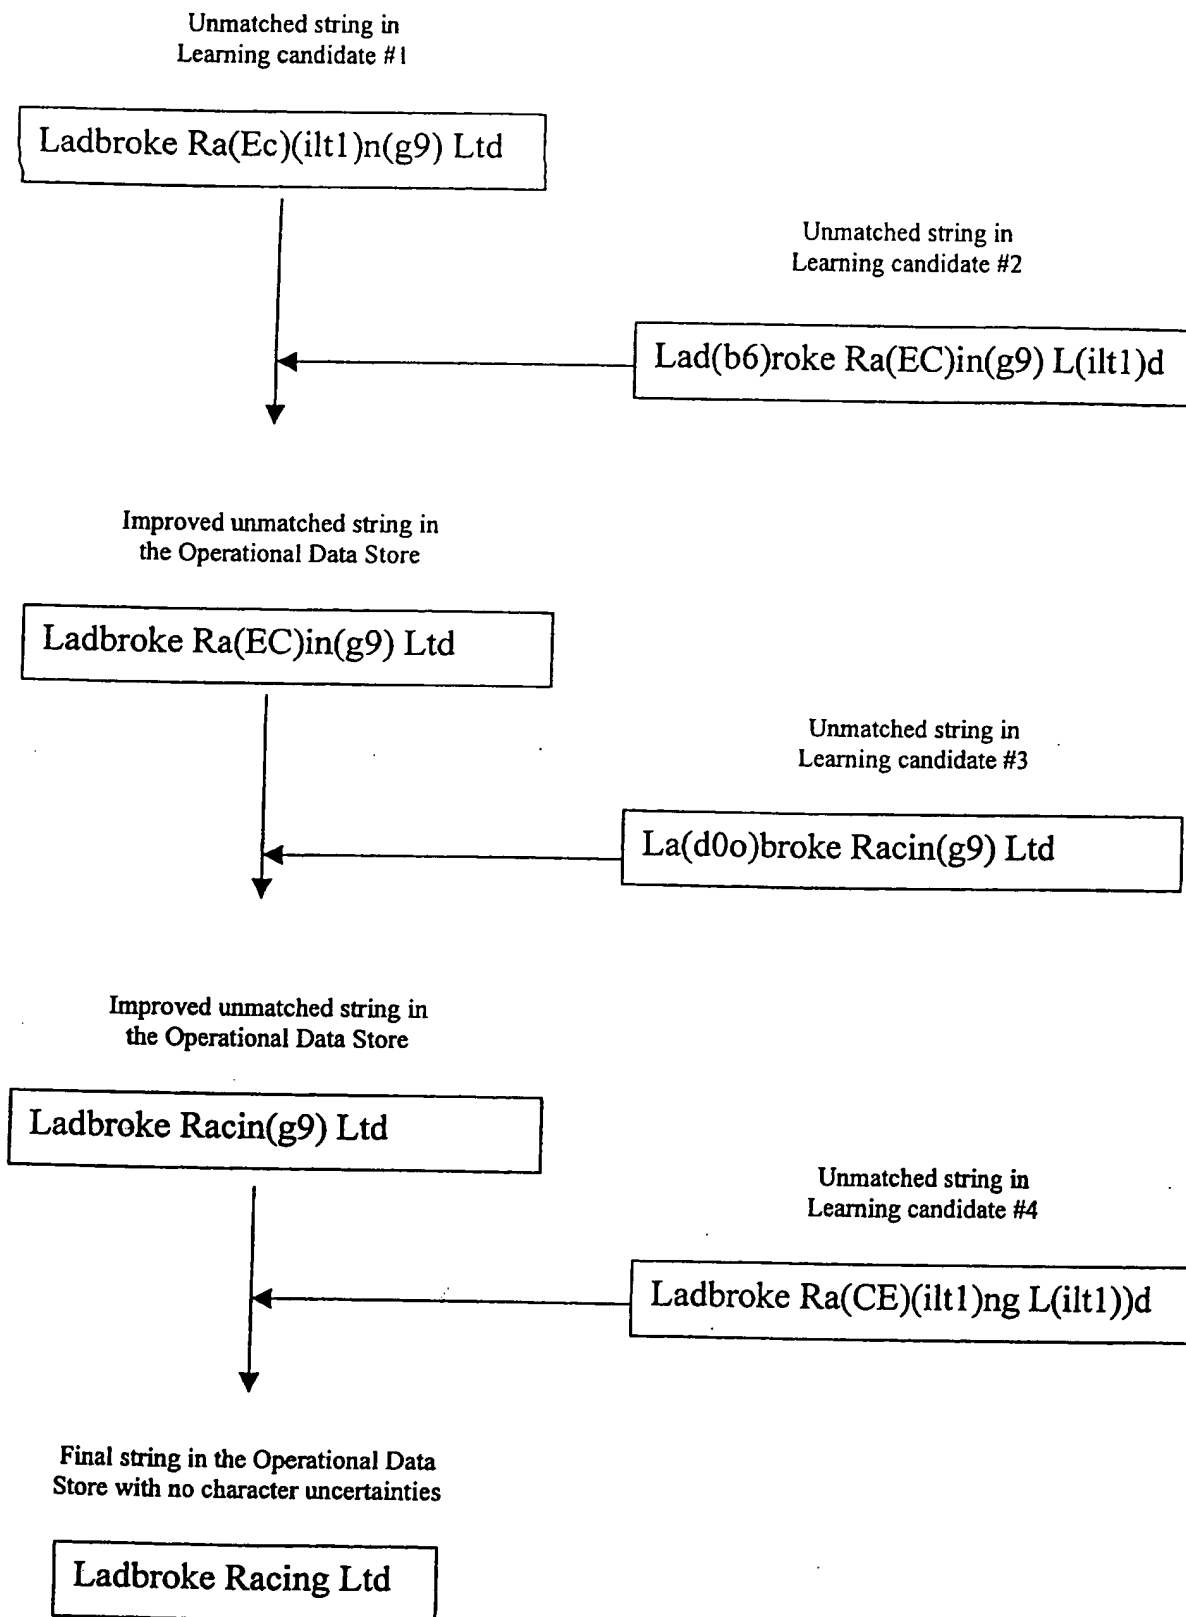 Unmatched string in
Learning candidate #1
Ladbroke Ra(Ec)(ilt1)n(g9) Ltd
Unmatched string in
Learning candidate #2
Lad(b6)roke Ra(EC)in(g9) L(ilt1)d
Improved unmatched string in
the Operational Data Store
Ladbroke Ra(EC)in(g9) Ltd
Unmatched string in
Learning candidate #3
La(d0o)broke Racin(g9) Ltd
Improved unmatched string in
the Operational Data Store
Ladbroke Racin(g9) Ltd
Unmatched string in
Learning candidate #4
Ladbroke Ra(CE)(ilt1)ng L(ilt1))d
Final string in the Operational Data
Store with no character uncertainties
Ladbroke Racing Ltd